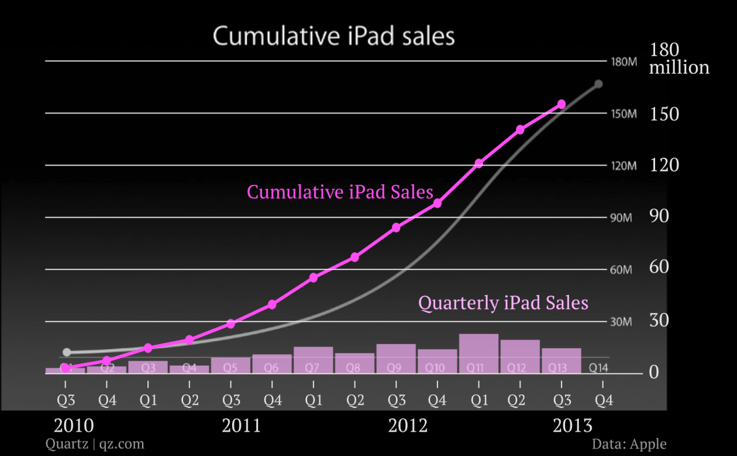 Cumulative iPad sales
180M
180
million
150M
150
120M
120
Cumulative iPad Sales
90M
90
60M
60
Quarterly iPad Sales
30M
30
Q1 Q2 Q3 Q4 Q5 Q6 Q7 Q8 Q9 Q10 Q11 Q12 Q13 Q14
0
Q3 Q4 Q1 Q2 Q3 Q4 Q1 Q2 Q3 Q4 Q1 Q2 Q3 Q4
2010 2011 2012 2013
Quartz | qz.com Data: Apple